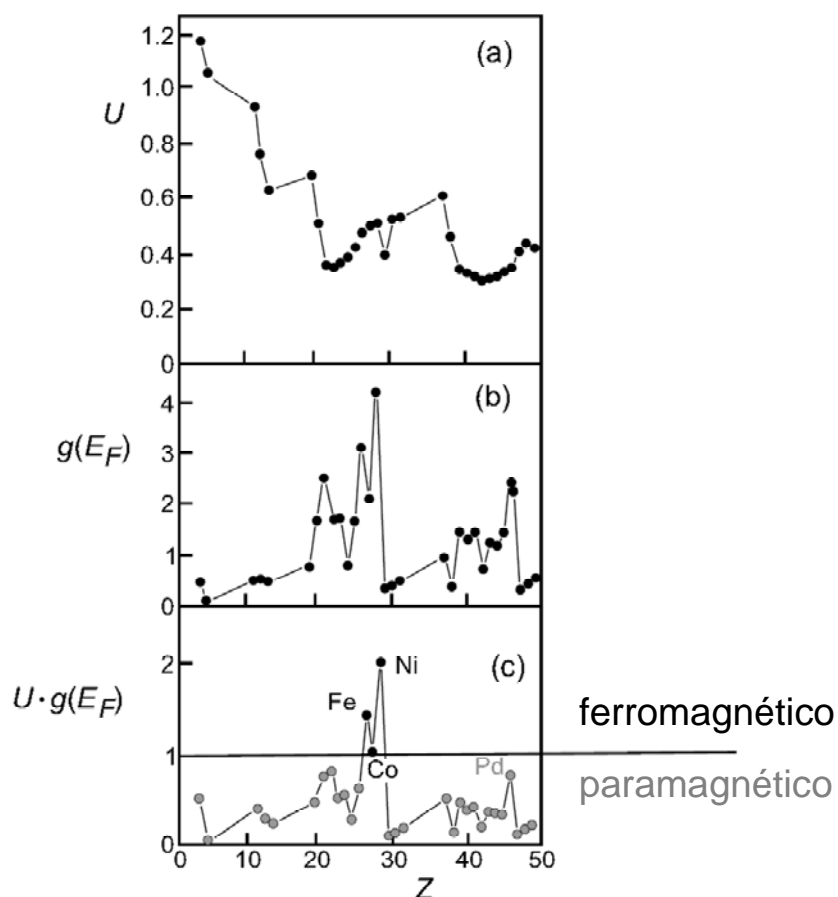 1.2
(a)
1.0
U
0.8
0.6
0.4
0.2
0
4
(b)
g(E_F)
3
2
1
0
2
Ni
(c)
U·g(E_F)
Fe
ferromagnético
1
Co
Pd
paramagnético
0
0 10 20 30 40 50
Z